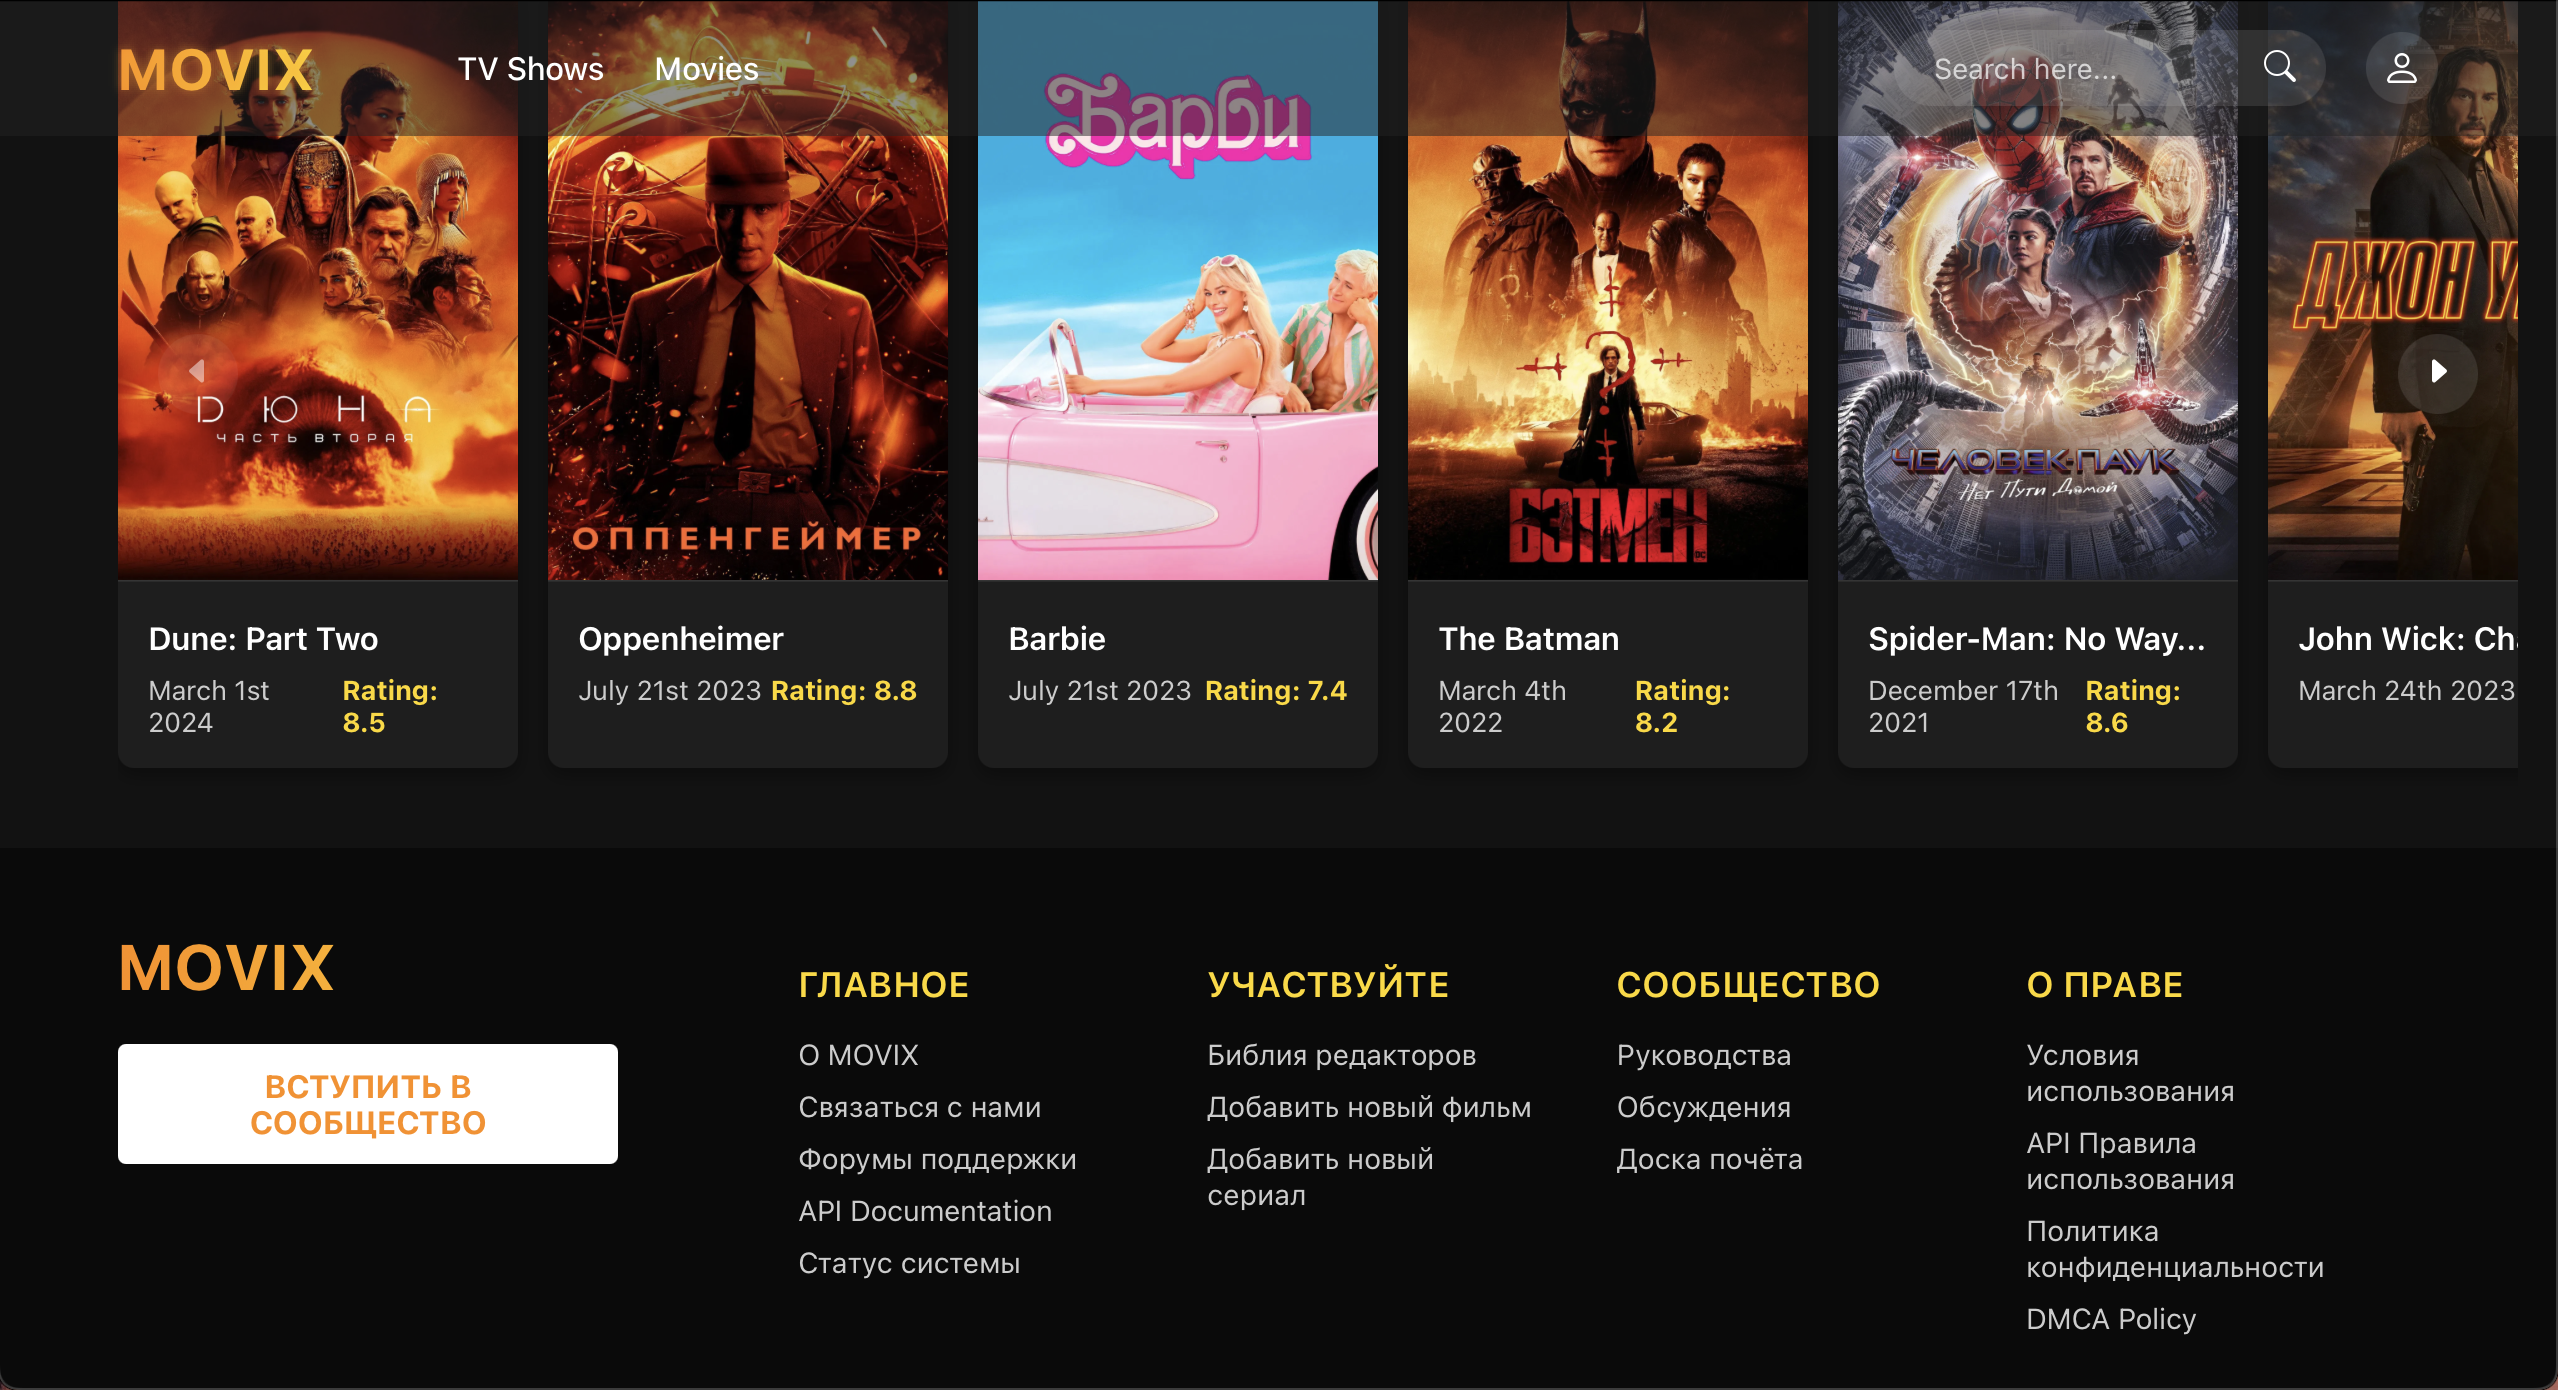 MOVIX
TV Shows
Movies
Search here...
Барби
ДЮНА
ЧАСТЬ ВТОРАЯ
ОППЕНГЕЙМЕР
БЭТМЕН
DC
ЧЕЛОВЕК-ПАУК
Нет Пути Домой
ДЖОН У
Dune: Part Two
March 1st
2024
Rating:
8.5
Oppenheimer
July 21st 2023 Rating: 8.8
Barbie
July 21st 2023 Rating: 7.4
The Batman
March 4th
2022
Rating:
8.2
Spider-Man: No Way...
December 17th
2021
Rating:
8.6
John Wick: Cha
March 24th 2023
MOVIX
ВСТУПИТЬ В
СООБЩЕСТВО
ГЛАВНОЕ
О MOVIX
Связаться с нами
Форумы поддержки
API Documentation
Статус системы
УЧАСТВУЙТЕ
Библия редакторов
Добавить новый фильм
Добавить новый
сериал
СООБЩЕСТВО
Руководства
Обсуждения
Доска почёта
О ПРАВЕ
Условия
использования
API Правила
использования
Политика
конфиденциальности
DMCA Policy